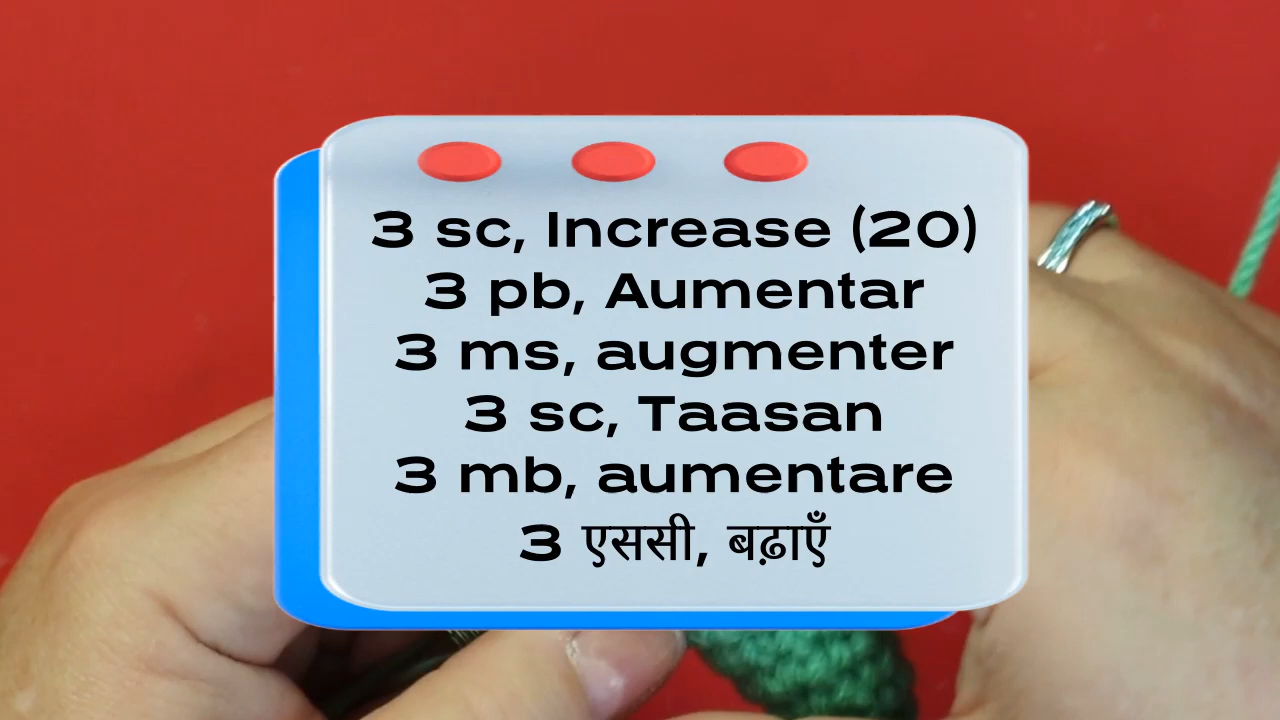 3 sc, Increase (20)
3 pb, Aumentar
3 ms, augmenter
3 sc, Taasan
3 mb, aumentare
3 एससी, बढ़ाएँ